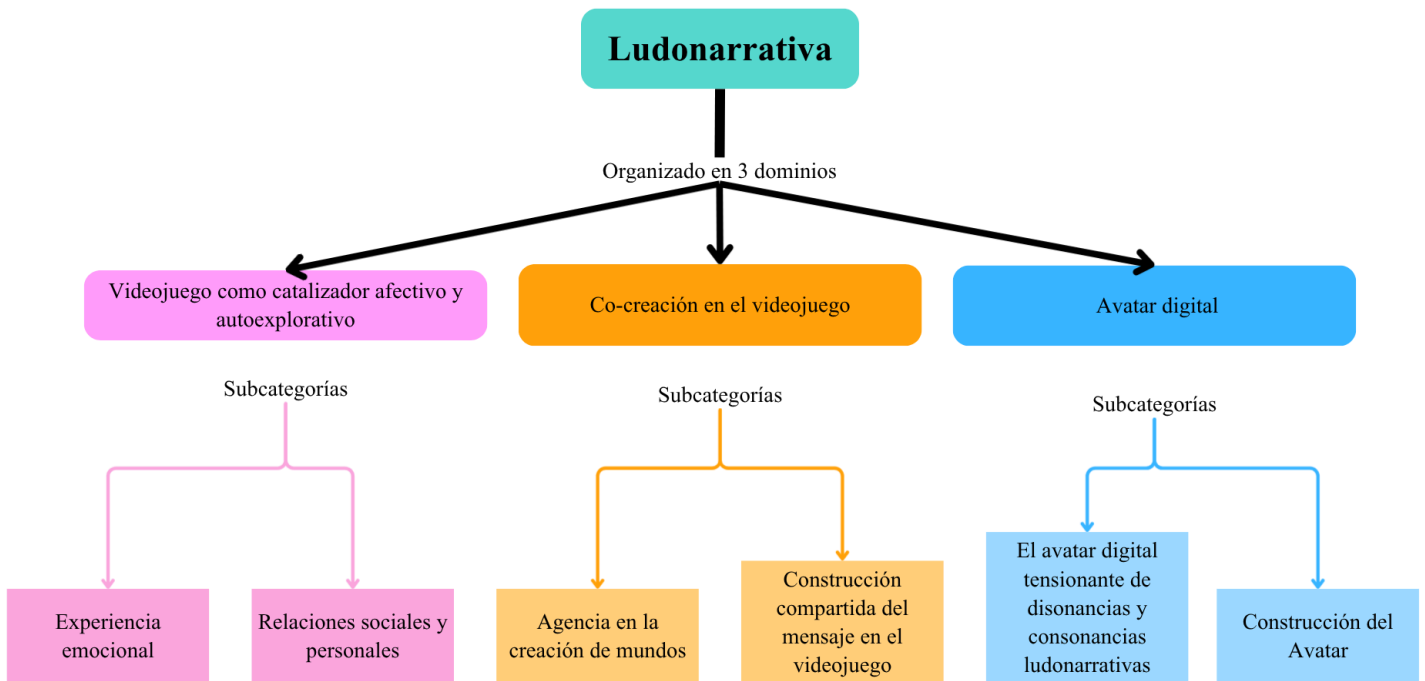 Ludonarrativa
Organizado en 3 dominios
Videojuego como catalizador afectivo y
autoexplorativo
Co-creación en el videojuego
Avatar digital
Subcategorías
Subcategorías
Subcategorías
Experiencia
emocional
Relaciones sociales y
personales
Agencia en la
creación de mundos
Construcción
compartida del
mensaje en el
videojuego
El avatar digital
tensionante de
disonancias y
consonancias
ludonarrativas
Construcción del
Avatar